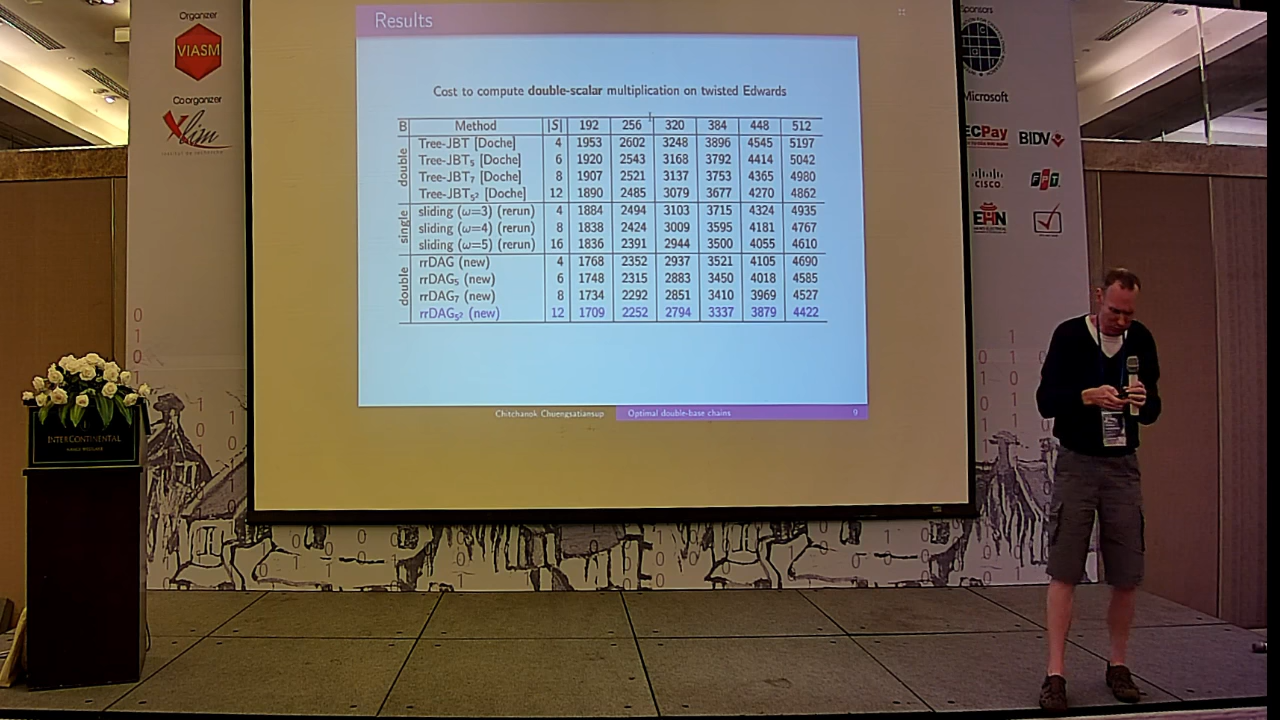 Organizer
VIASM
Coorganizer
Xlim
Results
Cost to compute double-scalar multiplication on twisted Edwards
B Method |S| 192 256 320 384 448 512
double
Tree-JBT [Doche] 4 1953 2602 3248 3896 4545 5197
Tree-JBT₅ [Doche] 6 1920 2543 3168 3792 4414 5042
Tree-JBT₇ [Doche] 8 1907 2521 3137 3753 4365 4980
Tree-JBT₅² [Doche] 12 1890 2485 3079 3677 4270 4862
single
sliding (ω=3) (rerun) 4 1884 2494 3103 3715 4324 4935
sliding (ω=4) (rerun) 8 1838 2424 3009 3595 4181 4767
sliding (ω=5) (rerun) 16 1836 2391 2944 3500 4055 4610
double
rrDAG (new) 4 1768 2352 2937 3521 4105 4690
rrDAG₅ (new) 6 1748 2315 2883 3450 4018 4585
rrDAG₇ (new) 8 1734 2292 2851 3410 3969 4527
rrDAG₅² (new) 12 1709 2252 2794 3337 3879 4422
Chitchanok Chuengsatiansup Optimal double-base chains 9
Sponsors
Microsoft
ECPay
BIDV
CISCO
FPT
EHN
INTERCONTINENTAL